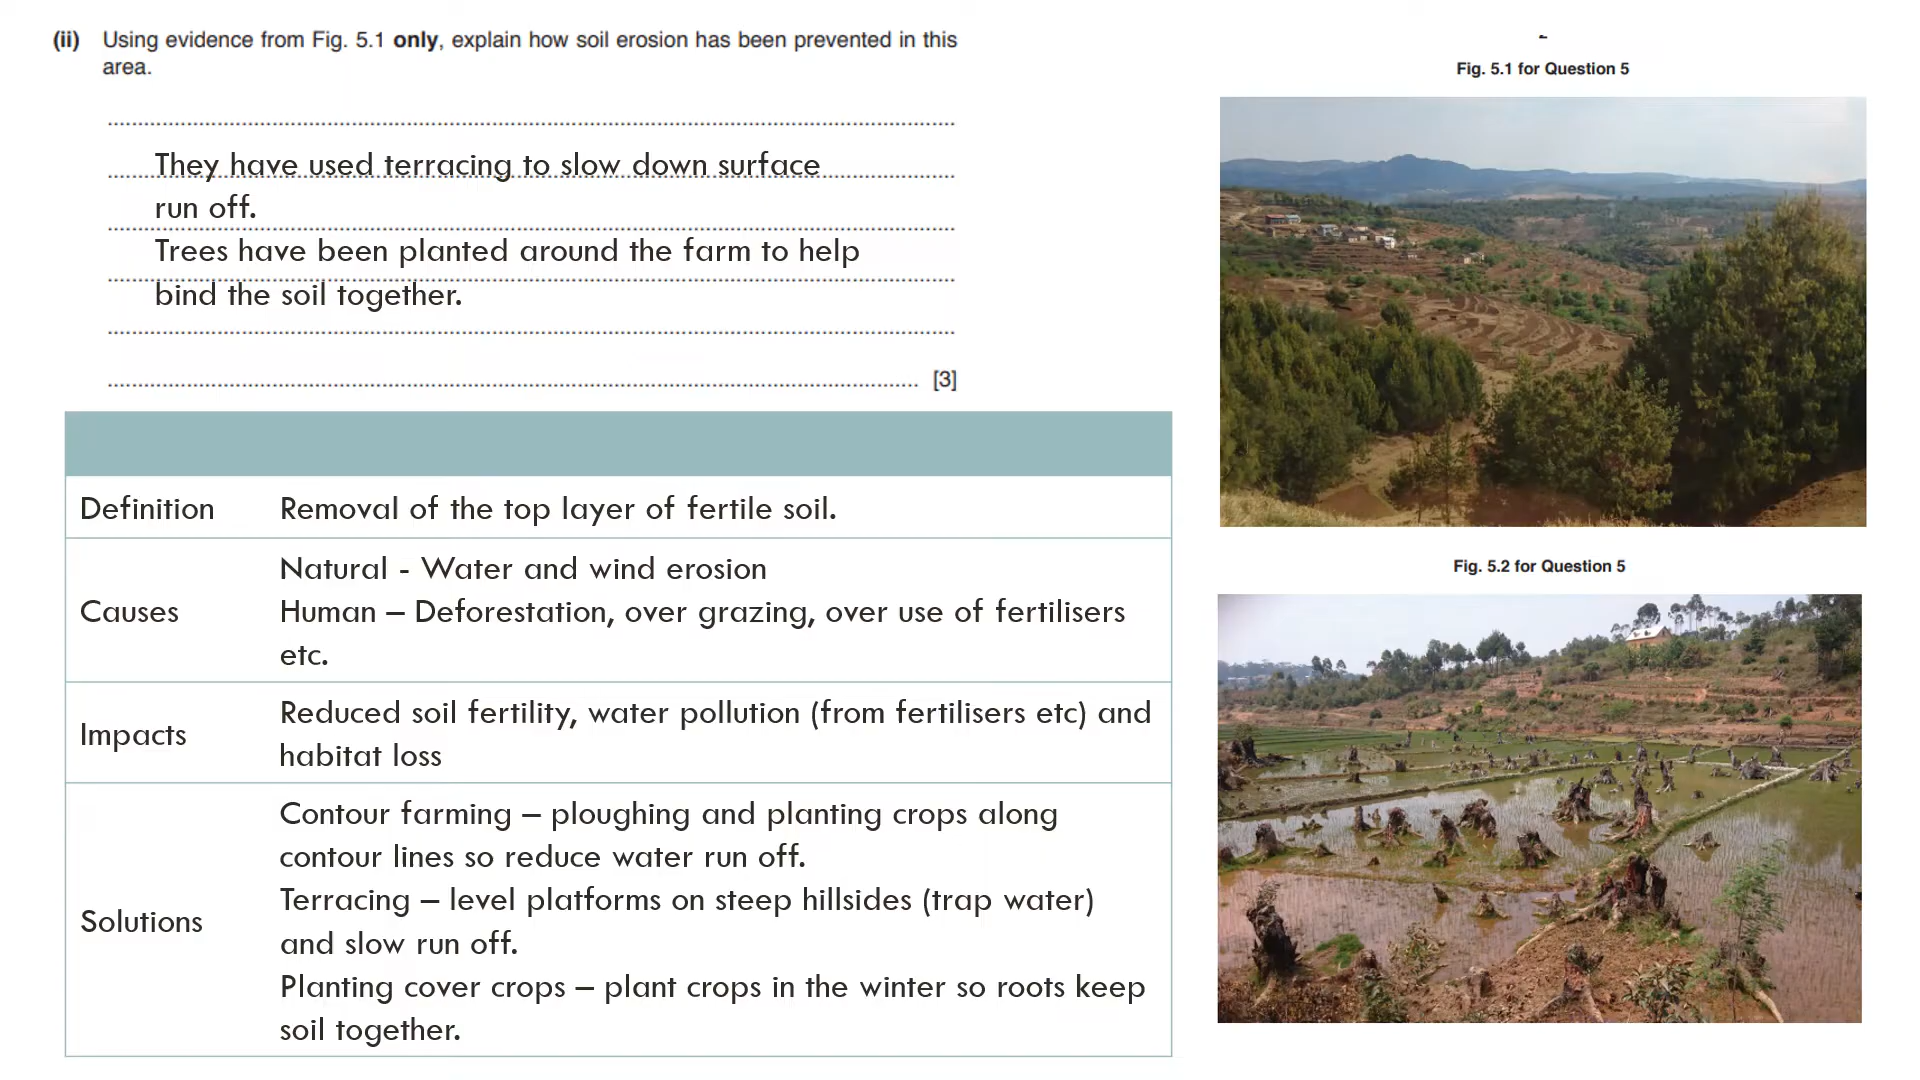 (ii) Using evidence from Fig. 5.1 only, explain how soil erosion has been prevented in this
area.
They have used terracing to slow down surface
run off.
Trees have been planted around the farm to help
bind the soil together.
[3]
Definition Removal of the top layer of fertile soil.
Causes
Natural - Water and wind erosion
Human – Deforestation, over grazing, over use of fertilisers
etc.
Impacts
Reduced soil fertility, water pollution (from fertilisers etc) and
habitat loss
Solutions
Contour farming – ploughing and planting crops along
contour lines so reduce water run off.
Terracing – level platforms on steep hillsides (trap water)
and slow run off.
Planting cover crops – plant crops in the winter so roots keep
soil together.
Fig. 5.1 for Question 5
Fig. 5.2 for Question 5